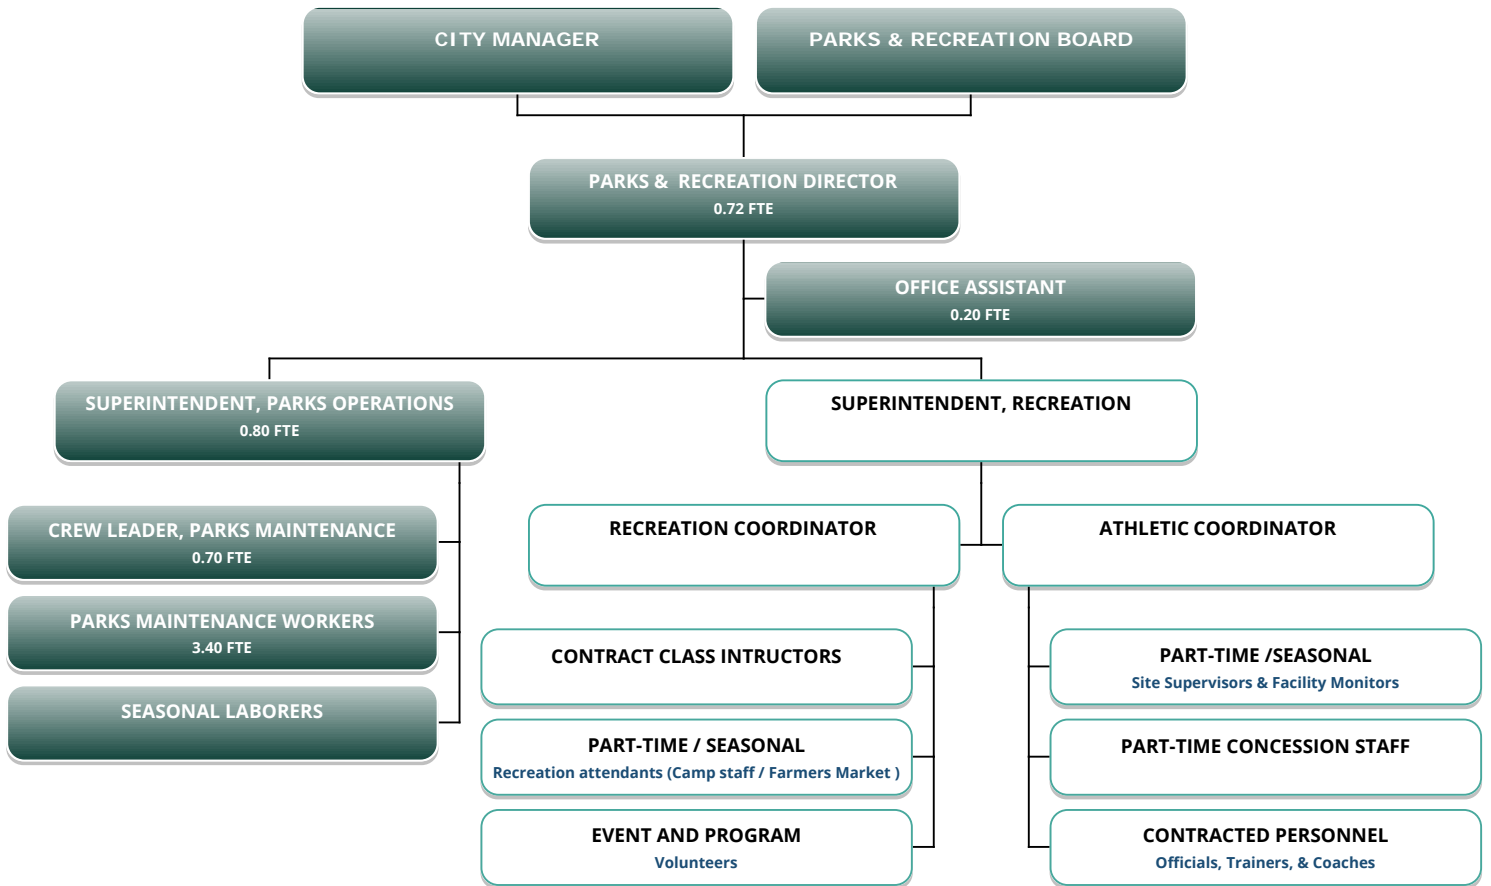 CITY MANAGER
PARKS & RECREATION BOARD
PARKS & RECREATION DIRECTOR
0.72 FTE
OFFICE ASSISTANT
0.20 FTE
SUPERINTENDENT, PARKS OPERATIONS
0.80 FTE
SUPERINTENDENT, RECREATION
CREW LEADER, PARKS MAINTENANCE
0.70 FTE
PARKS MAINTENANCE WORKERS
3.40 FTE
SEASONAL LABORERS
RECREATION COORDINATOR
ATHLETIC COORDINATOR
CONTRACT CLASS INTRUCTORS
PART-TIME / SEASONAL
Recreation attendants (Camp staff / Farmers Market )
EVENT AND PROGRAM
Volunteers
PART-TIME /SEASONAL
Site Supervisors & Facility Monitors
PART-TIME CONCESSION STAFF
CONTRACTED PERSONNEL
Officials, Trainers, & Coaches